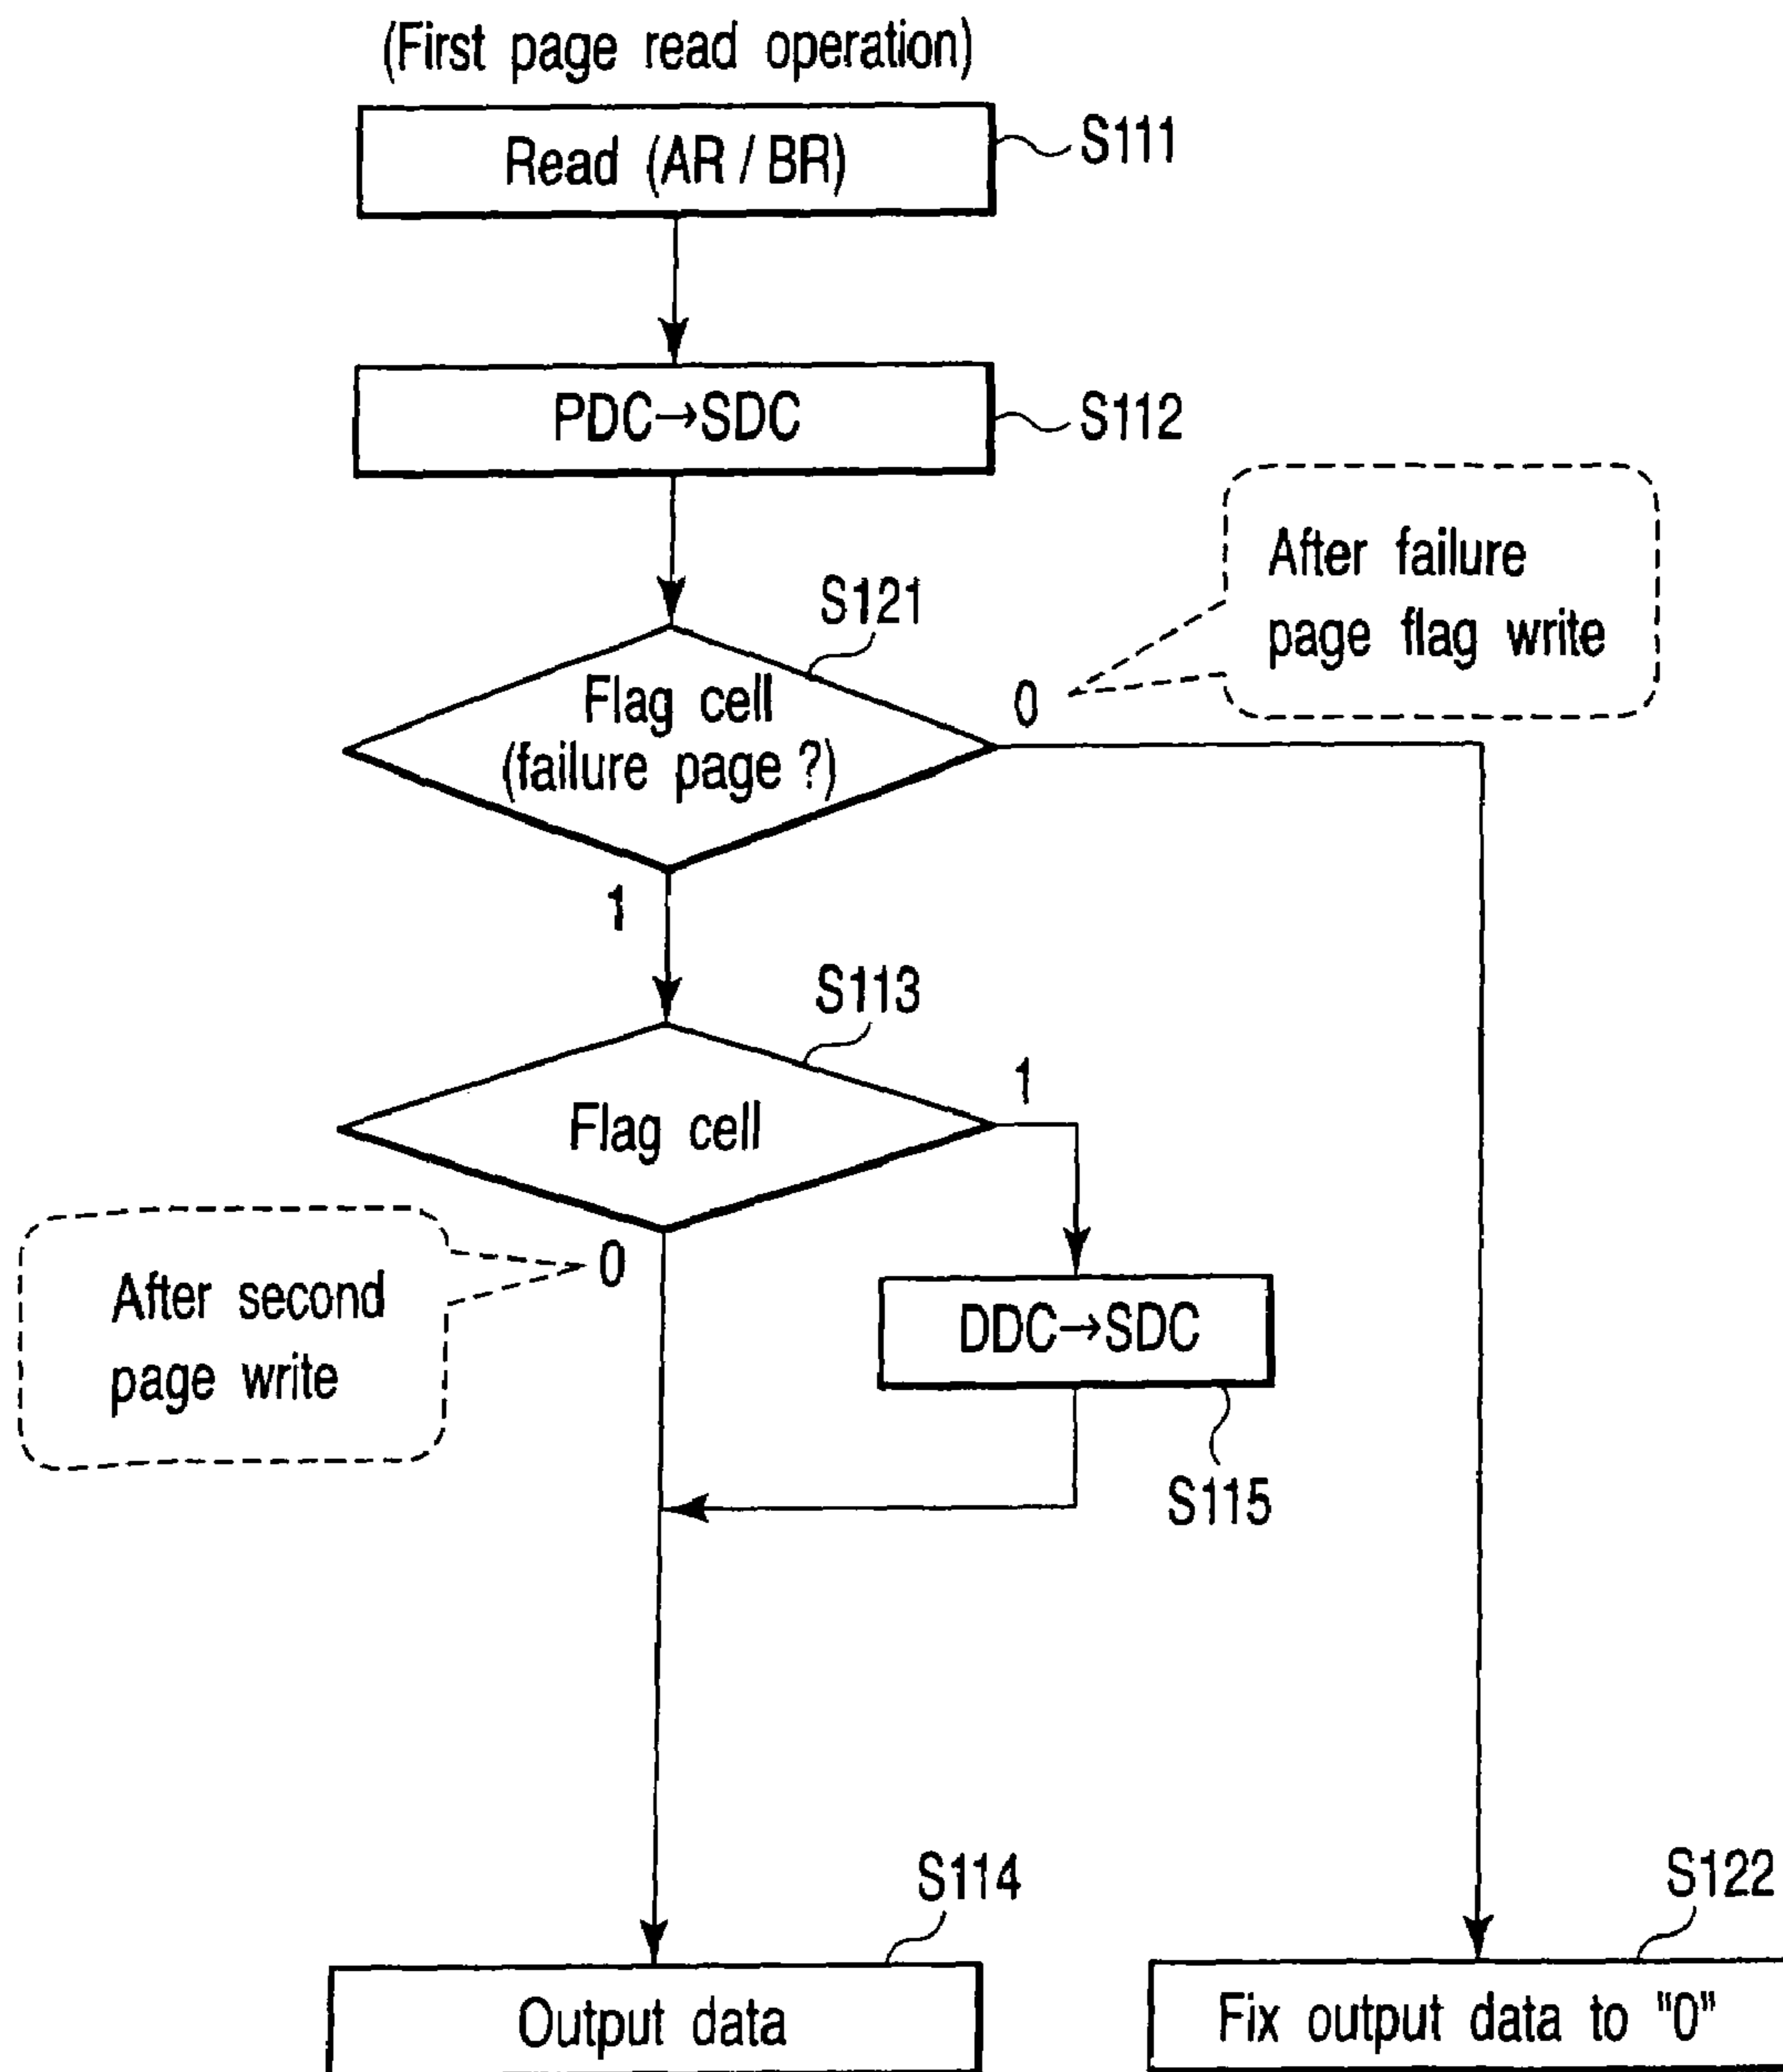 (First page read operation)
Read (AR / BR)
S111
PDC→SDC
S112
After failure
page flag write
S121
Flag cell
(failure page ?)
0
1
S113
Flag cell
1
0
After second
page write
DDC→SDC
S115
S114
Output data
S122
Fix output data to "0"